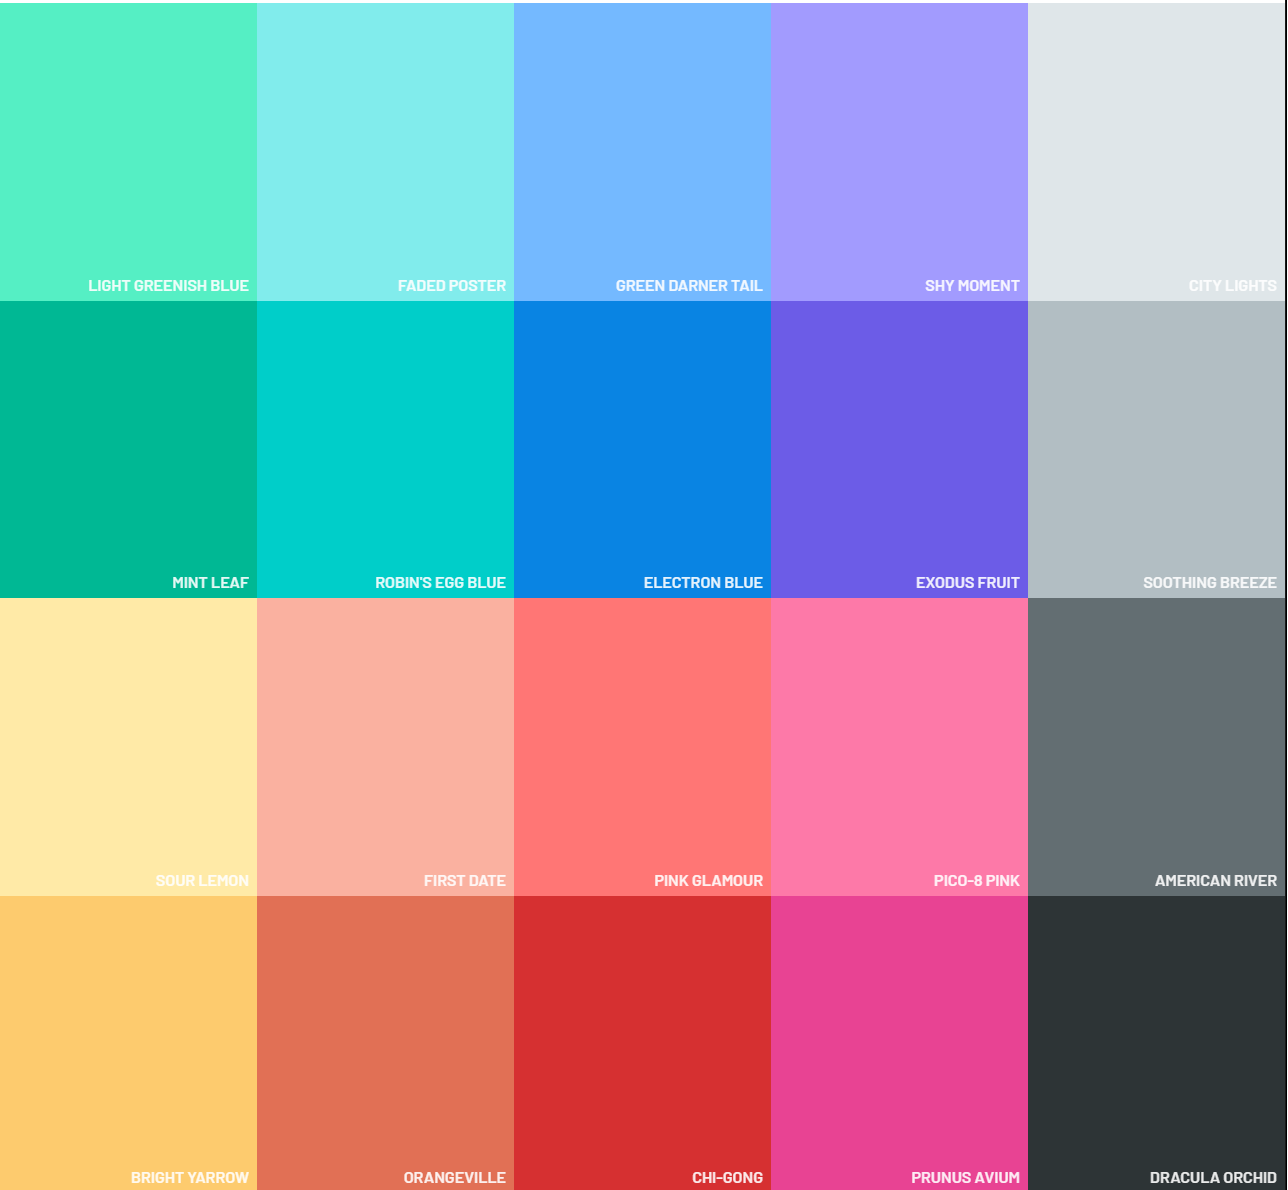 LIGHT GREENISH BLUE
FADED POSTER
GREEN DARNER TAIL
SHY MOMENT
CITY LIGHTS
MINT LEAF
ROBIN'S EGG BLUE
ELECTRON BLUE
EXODUS FRUIT
SOOTHING BREEZE
SOUR LEMON
FIRST DATE
PINK GLAMOUR
PICO-8 PINK
AMERICAN RIVER
BRIGHT YARROW
ORANGEVILLE
CHI-GONG
PRUNUS AVIUM
DRACULA ORCHID